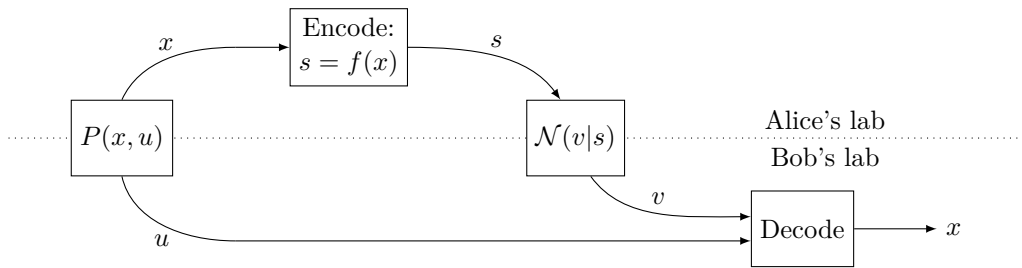 Encode:
s = f(x)
x
s
P(x, u)
𝒩(v|s)
Alice's lab
Bob's lab
v
u
Decode
x